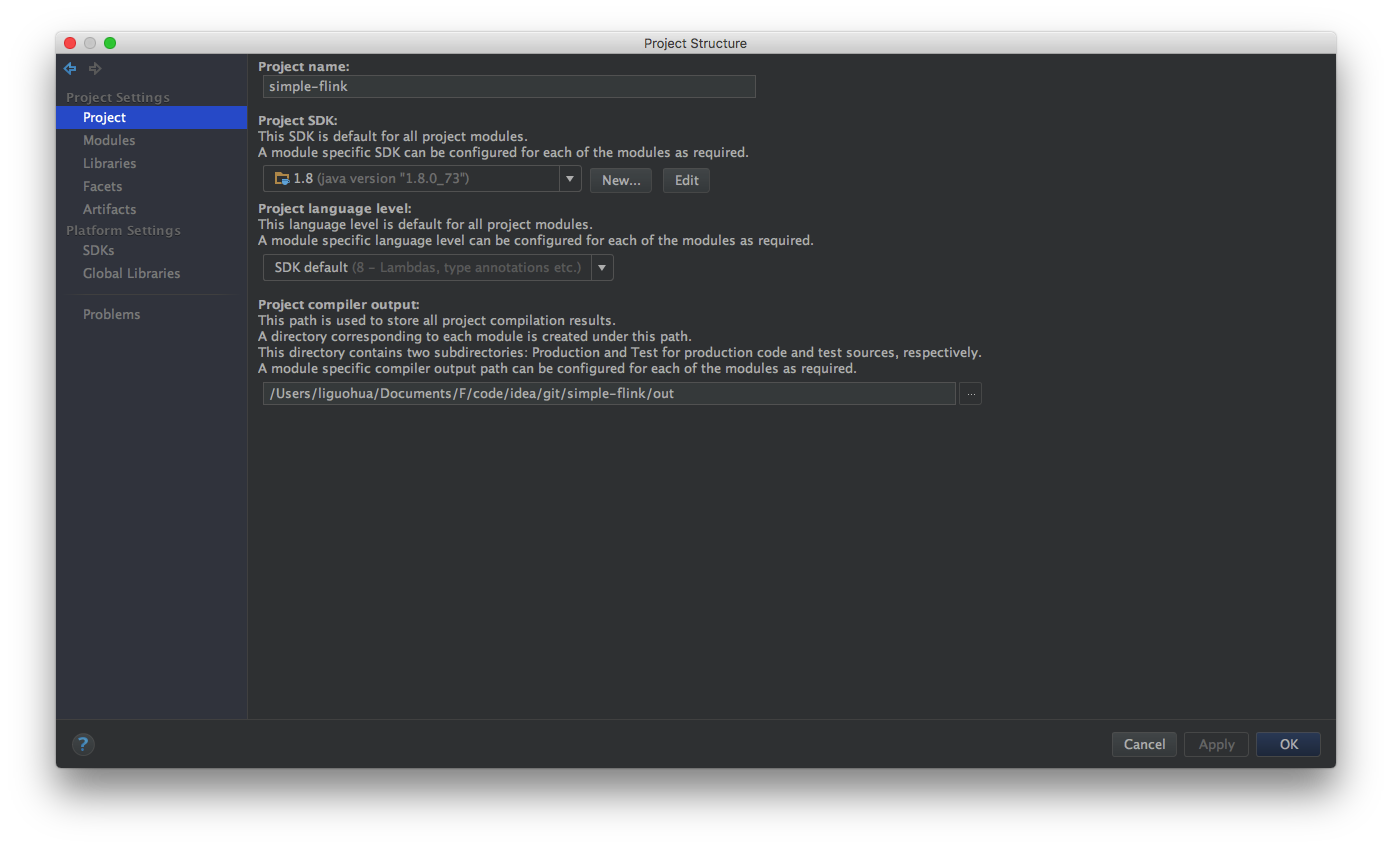 Project Structure
Project Settings
Project
Modules
Libraries
Facets
Artifacts
Platform Settings
SDKs
Global Libraries
Problems
Project name:
simple-flink
Project SDK:
This SDK is default for all project modules.
A module specific SDK can be configured for each of the modules as required.
1.8 (java version "1.8.0_73")
New...
Edit
Project language level:
This language level is default for all project modules.
A module specific language level can be configured for each of the modules as required.
SDK default (8 – Lambdas, type annotations etc.)
Project compiler output:
This path is used to store all project compilation results.
A directory corresponding to each module is created under this path.
This directory contains two subdirectories: Production and Test for production code and test sources, respectively.
A module specific compiler output path can be configured for each of the modules as required.
/Users/liguohua/Documents/F/code/idea/git/simple-flink/out
...
?
Cancel
Apply
OK